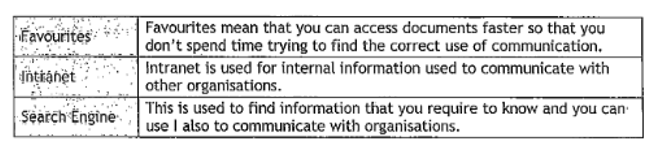 Favourites
Favourites mean that you can access documents faster so that you
don't spend time trying to find the correct use of communication.
Intranet
Intranet is used for internal information used to communicate with
other organisations.
Search Engine
This is used to find information that you require to know and you can
use I also to communicate with organisations.